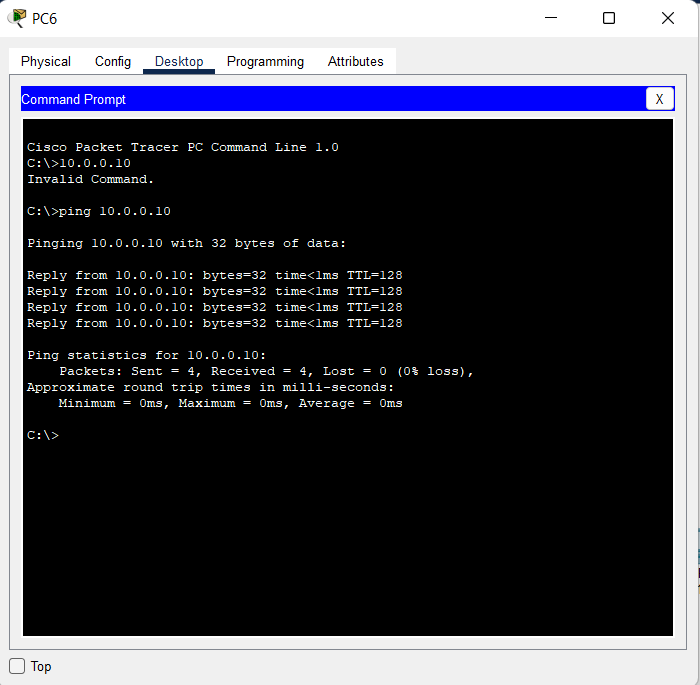 PC6
Physical Config Desktop Programming Attributes
Command Prompt
X
Cisco Packet Tracer PC Command Line 1.0
C:\>10.0.0.10
Invalid Command.
C:\>ping 10.0.0.10
Pinging 10.0.0.10 with 32 bytes of data:
Reply from 10.0.0.10: bytes=32 time<1ms TTL=128
Reply from 10.0.0.10: bytes=32 time<1ms TTL=128
Reply from 10.0.0.10: bytes=32 time<1ms TTL=128
Reply from 10.0.0.10: bytes=32 time<1ms TTL=128
Ping statistics for 10.0.0.10:
Packets: Sent = 4, Received = 4, Lost = 0 (0% loss),
Approximate round trip times in milli-seconds:
Minimum = 0ms, Maximum = 0ms, Average = 0ms
C:\>
Top